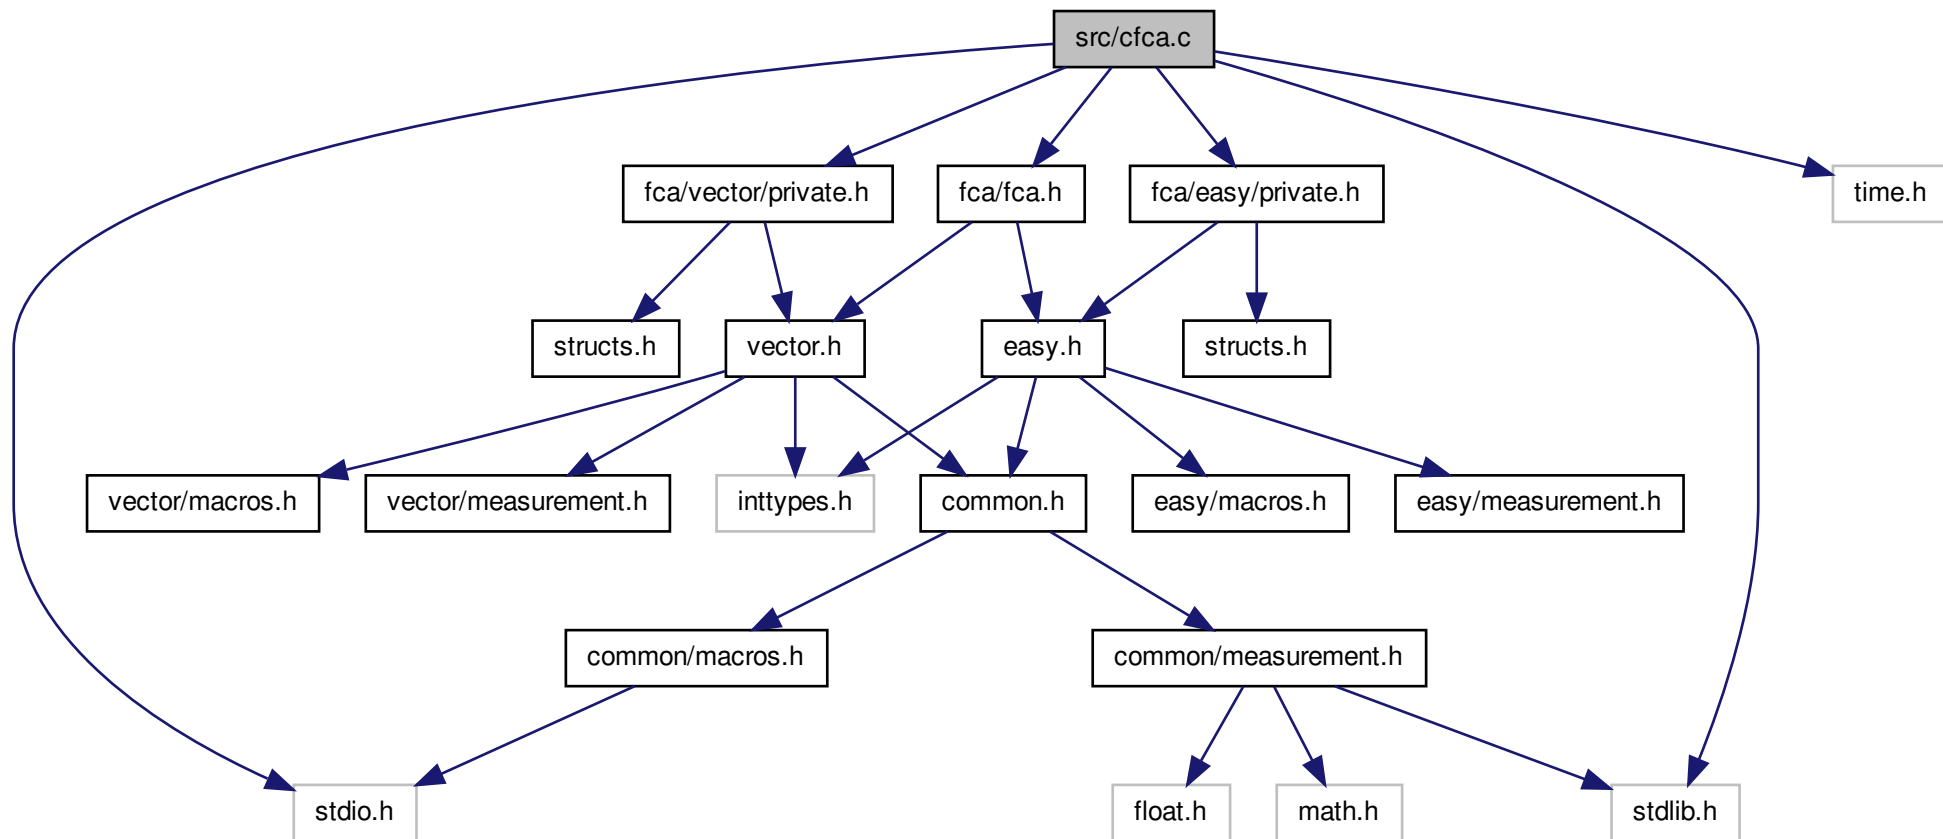 src/cfca.c
fca/vector/private.h
fca/fca.h
fca/easy/private.h
time.h
structs.h
vector.h
easy.h
structs.h
vector/macros.h
vector/measurement.h
inttypes.h
common.h
easy/macros.h
easy/measurement.h
common/macros.h
common/measurement.h
stdio.h
float.h
math.h
stdlib.h